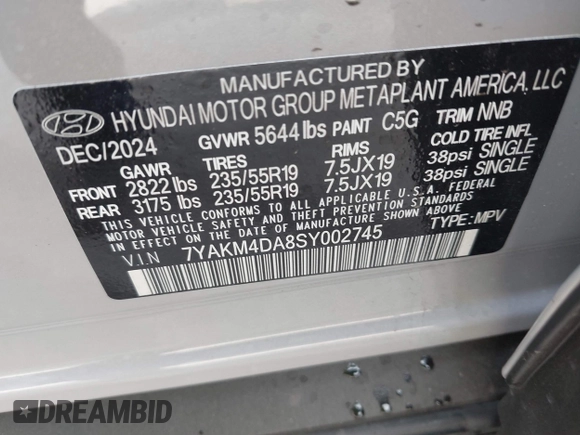 MANUFACTURED BY
HYUNDAI MOTOR GROUP METAPLANT AMERICA, LLC
DEC/2024 GVWR 5644 lbs PAINT C5G TRIM NNB
GAWR TIRES RIMS COLD TIRE INFL
FRONT 2822 lbs 235/55R19 7.5JX19 38psi SINGLE
REAR 3175 lbs 235/55R19 7.5JX19 38psi SINGLE
THIS VEHICLE CONFORMS TO ALL APPLICABLE U.S.A. FEDERAL
MOTOR VEHICLE SAFETY AND THEFT PREVENTION STANDARDS
IN EFFECT ON THE DATE OF MANUFACTURE SHOWN ABOVE.
V.I.N 7YAKM4DA8SY002745 TYPE: MPV
DREAMBID